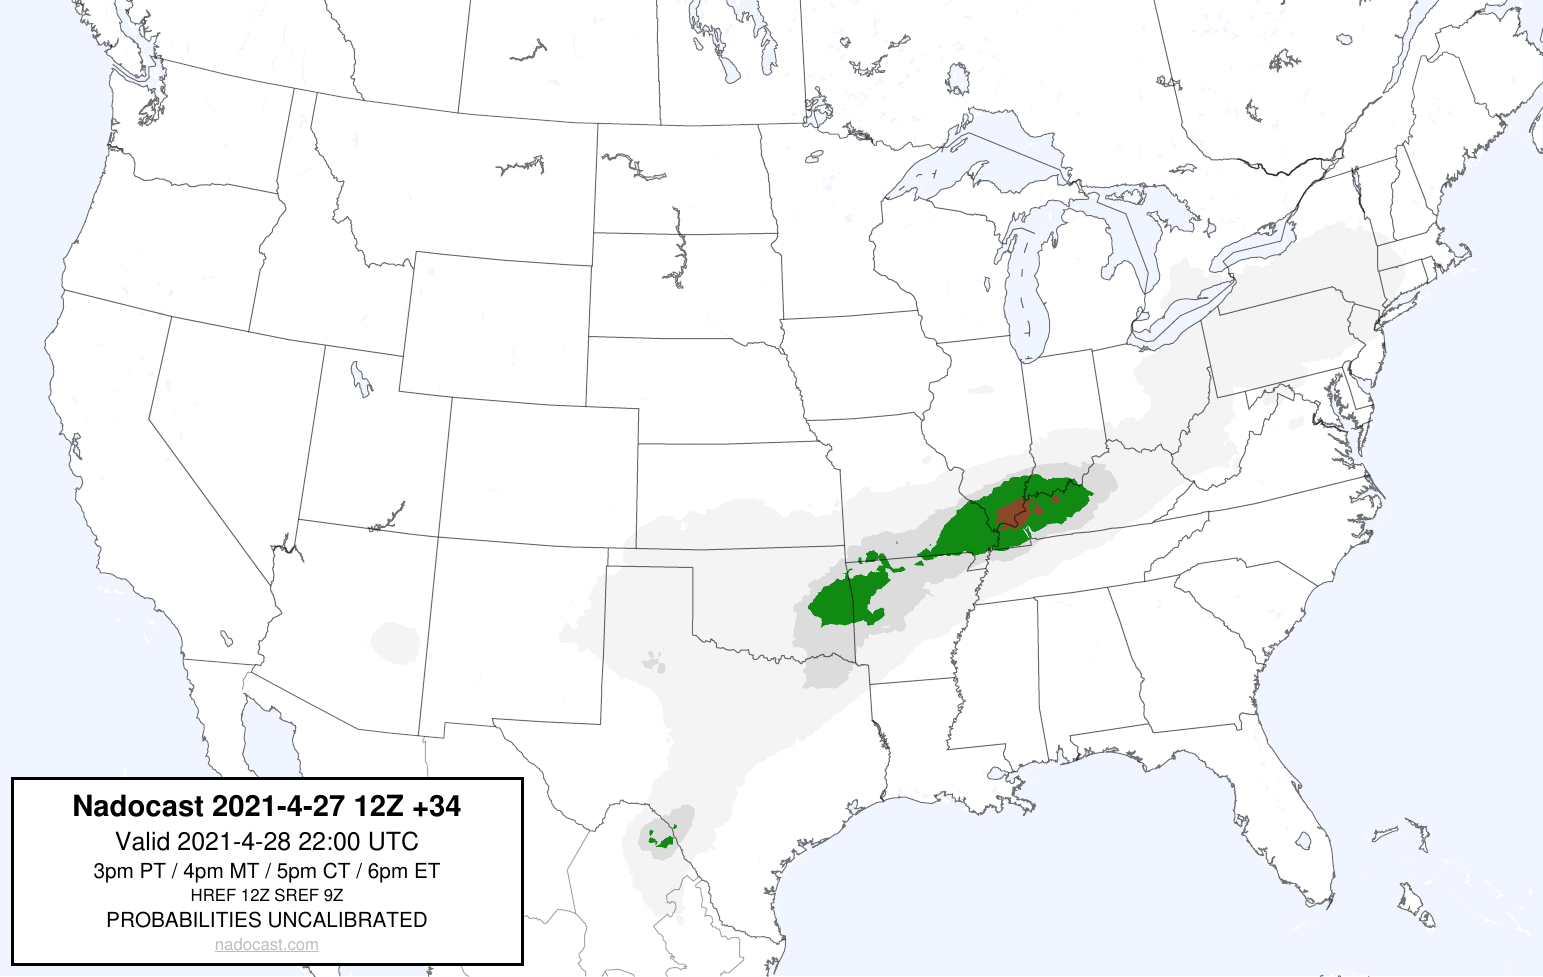 Nadocast 2021-4-27 12Z +34
Valid 2021-4-28 22:00 UTC
3pm PT / 4pm MT / 5pm CT / 6pm ET
HREF 12Z SREF 9Z
PROBABILITIES UNCALIBRATED
nadocast.com